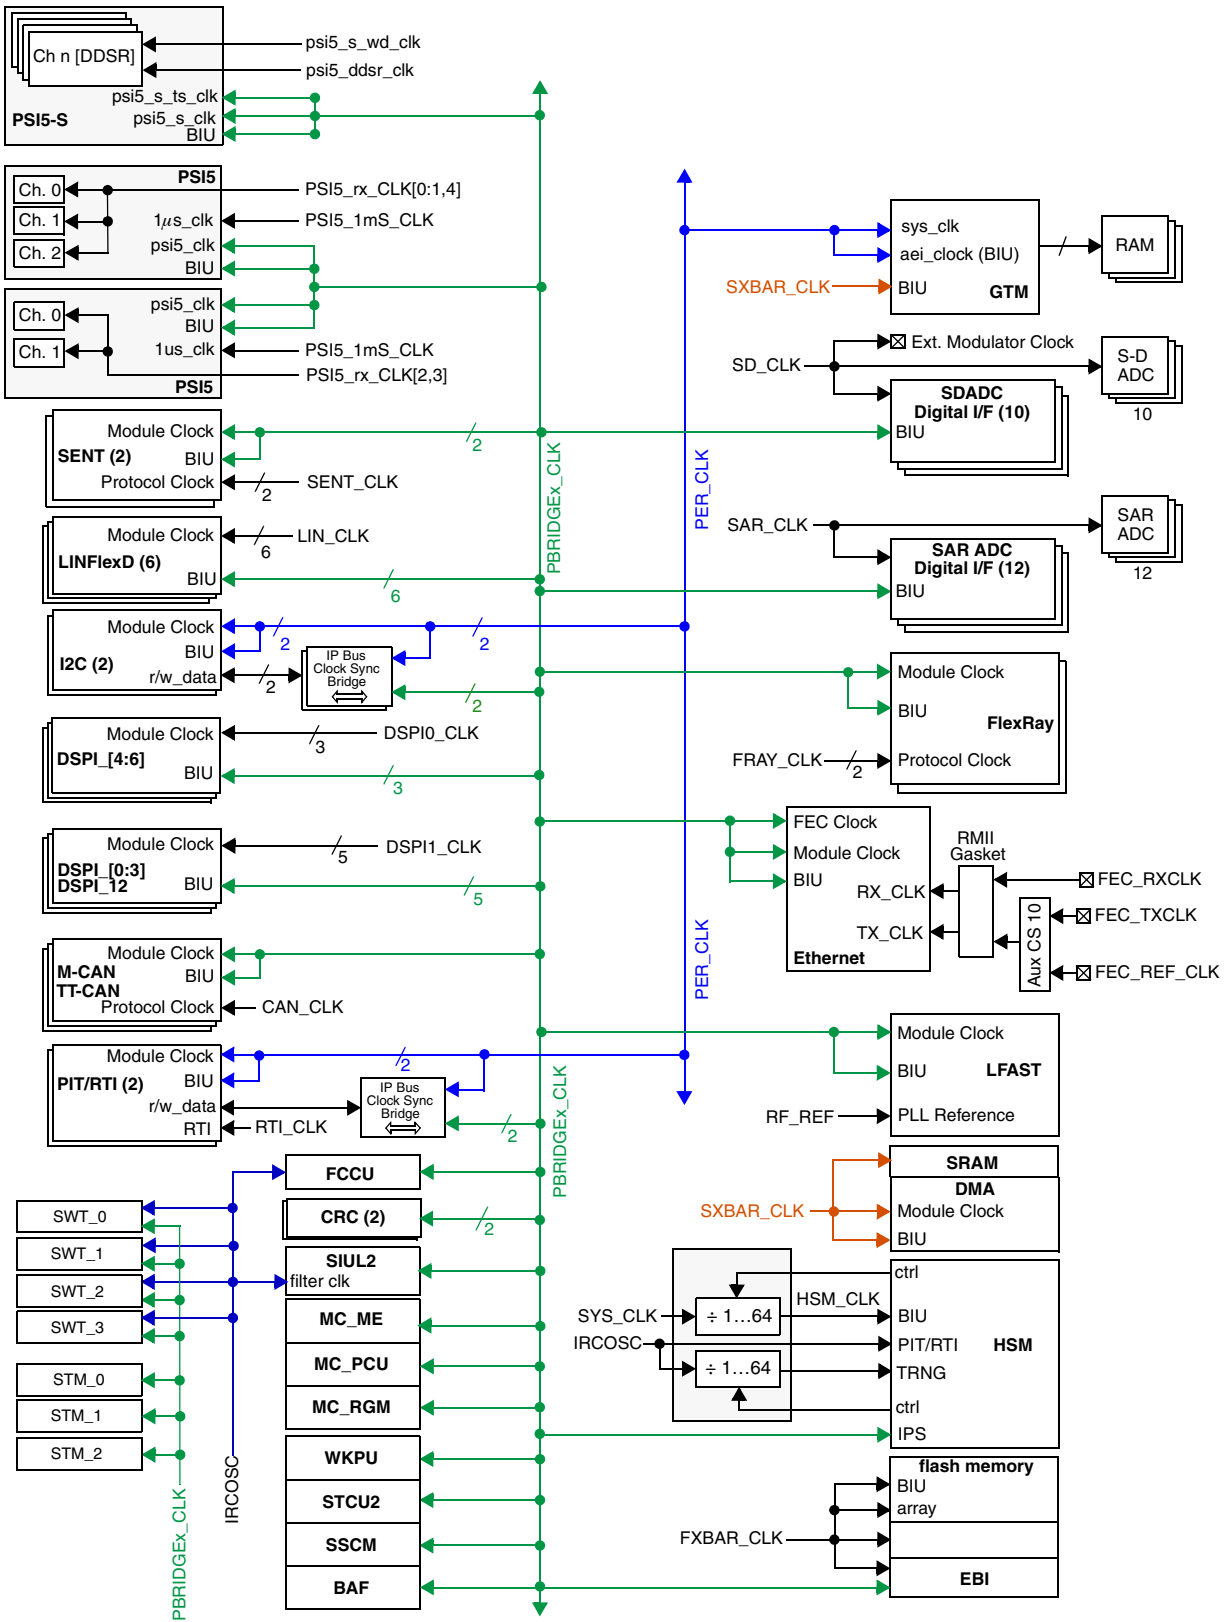 Ch n [DDSR]
psi5_s_wd_clk
psi5_ddsr_clk
psi5_s_ts_clk
PSI5-S
psi5_s_clk
BIU
PSI5
Ch. 0
PSI5_rx_CLK[0:1,4]
Ch. 1
1µs_clk
PSI5_1mS_CLK
Ch. 2
psi5_clk
BIU
psi5_clk
Ch. 0
BIU
Ch. 1
1us_clk
PSI5_1mS_CLK
PSI5_rx_CLK[2,3]
PSI5
Module Clock
SENT (2)
BIU
Protocol Clock
2
SENT_CLK
2
Module Clock
LIN_CLK
6
LINFlexD (6)
BIU
6
Module Clock
2
2
I2C (2)
BIU
r/w_data
2
IP Bus
Clock Sync
Bridge
2
Module Clock
DSPI0_CLK
3
DSPI_[4:6]
BIU
3
Module Clock
DSPI1_CLK
5
DSPI_[0:3]
DSPI_12
BIU
5
Module Clock
M-CAN
BIU
TT-CAN
Protocol Clock
CAN_CLK
Module Clock
2
PIT/RTI (2)
BIU
r/w_data
RTI
RTI_CLK
IP Bus
Clock Sync
Bridge
2
FCCU
CRC (2)
2
SIUL2
filter clk
MC_ME
MC_PCU
MC_RGM
WKPU
STCU2
SSCM
BAF
SWT_0
SWT_1
SWT_2
SWT_3
STM_0
STM_1
STM_2
PBRIDGEx_CLK
IRCOSC
PBRIDGEx_CLK
PBRIDGEx_CLK
PER_CLK
PER_CLK
sys_clk
aei_clock (BIU)
SXBAR_CLK
BIU
GTM
RAM
Ext. Modulator Clock
SD_CLK
S-D
ADC
10
SDADC
Digital I/F (10)
BIU
SAR_CLK
SAR
ADC
12
SAR ADC
Digital I/F (12)
BIU
Module Clock
BIU
FlexRay
FRAY_CLK
2
Protocol Clock
FEC Clock
Module Clock
BIU
RX_CLK
TX_CLK
Ethernet
RMII
Gasket
Aux CS 10
FEC_RXCLK
FEC_TXCLK
FEC_REF_CLK
Module Clock
BIU
LFAST
RF_REF
PLL Reference
SRAM
DMA
SXBAR_CLK
Module Clock
BIU
ctrl
SYS_CLK
÷ 1...64
HSM_CLK
BIU
IRCOSC
PIT/RTI
HSM
÷ 1...64
TRNG
ctrl
IPS
flash memory
BIU
array
FXBAR_CLK
EBI